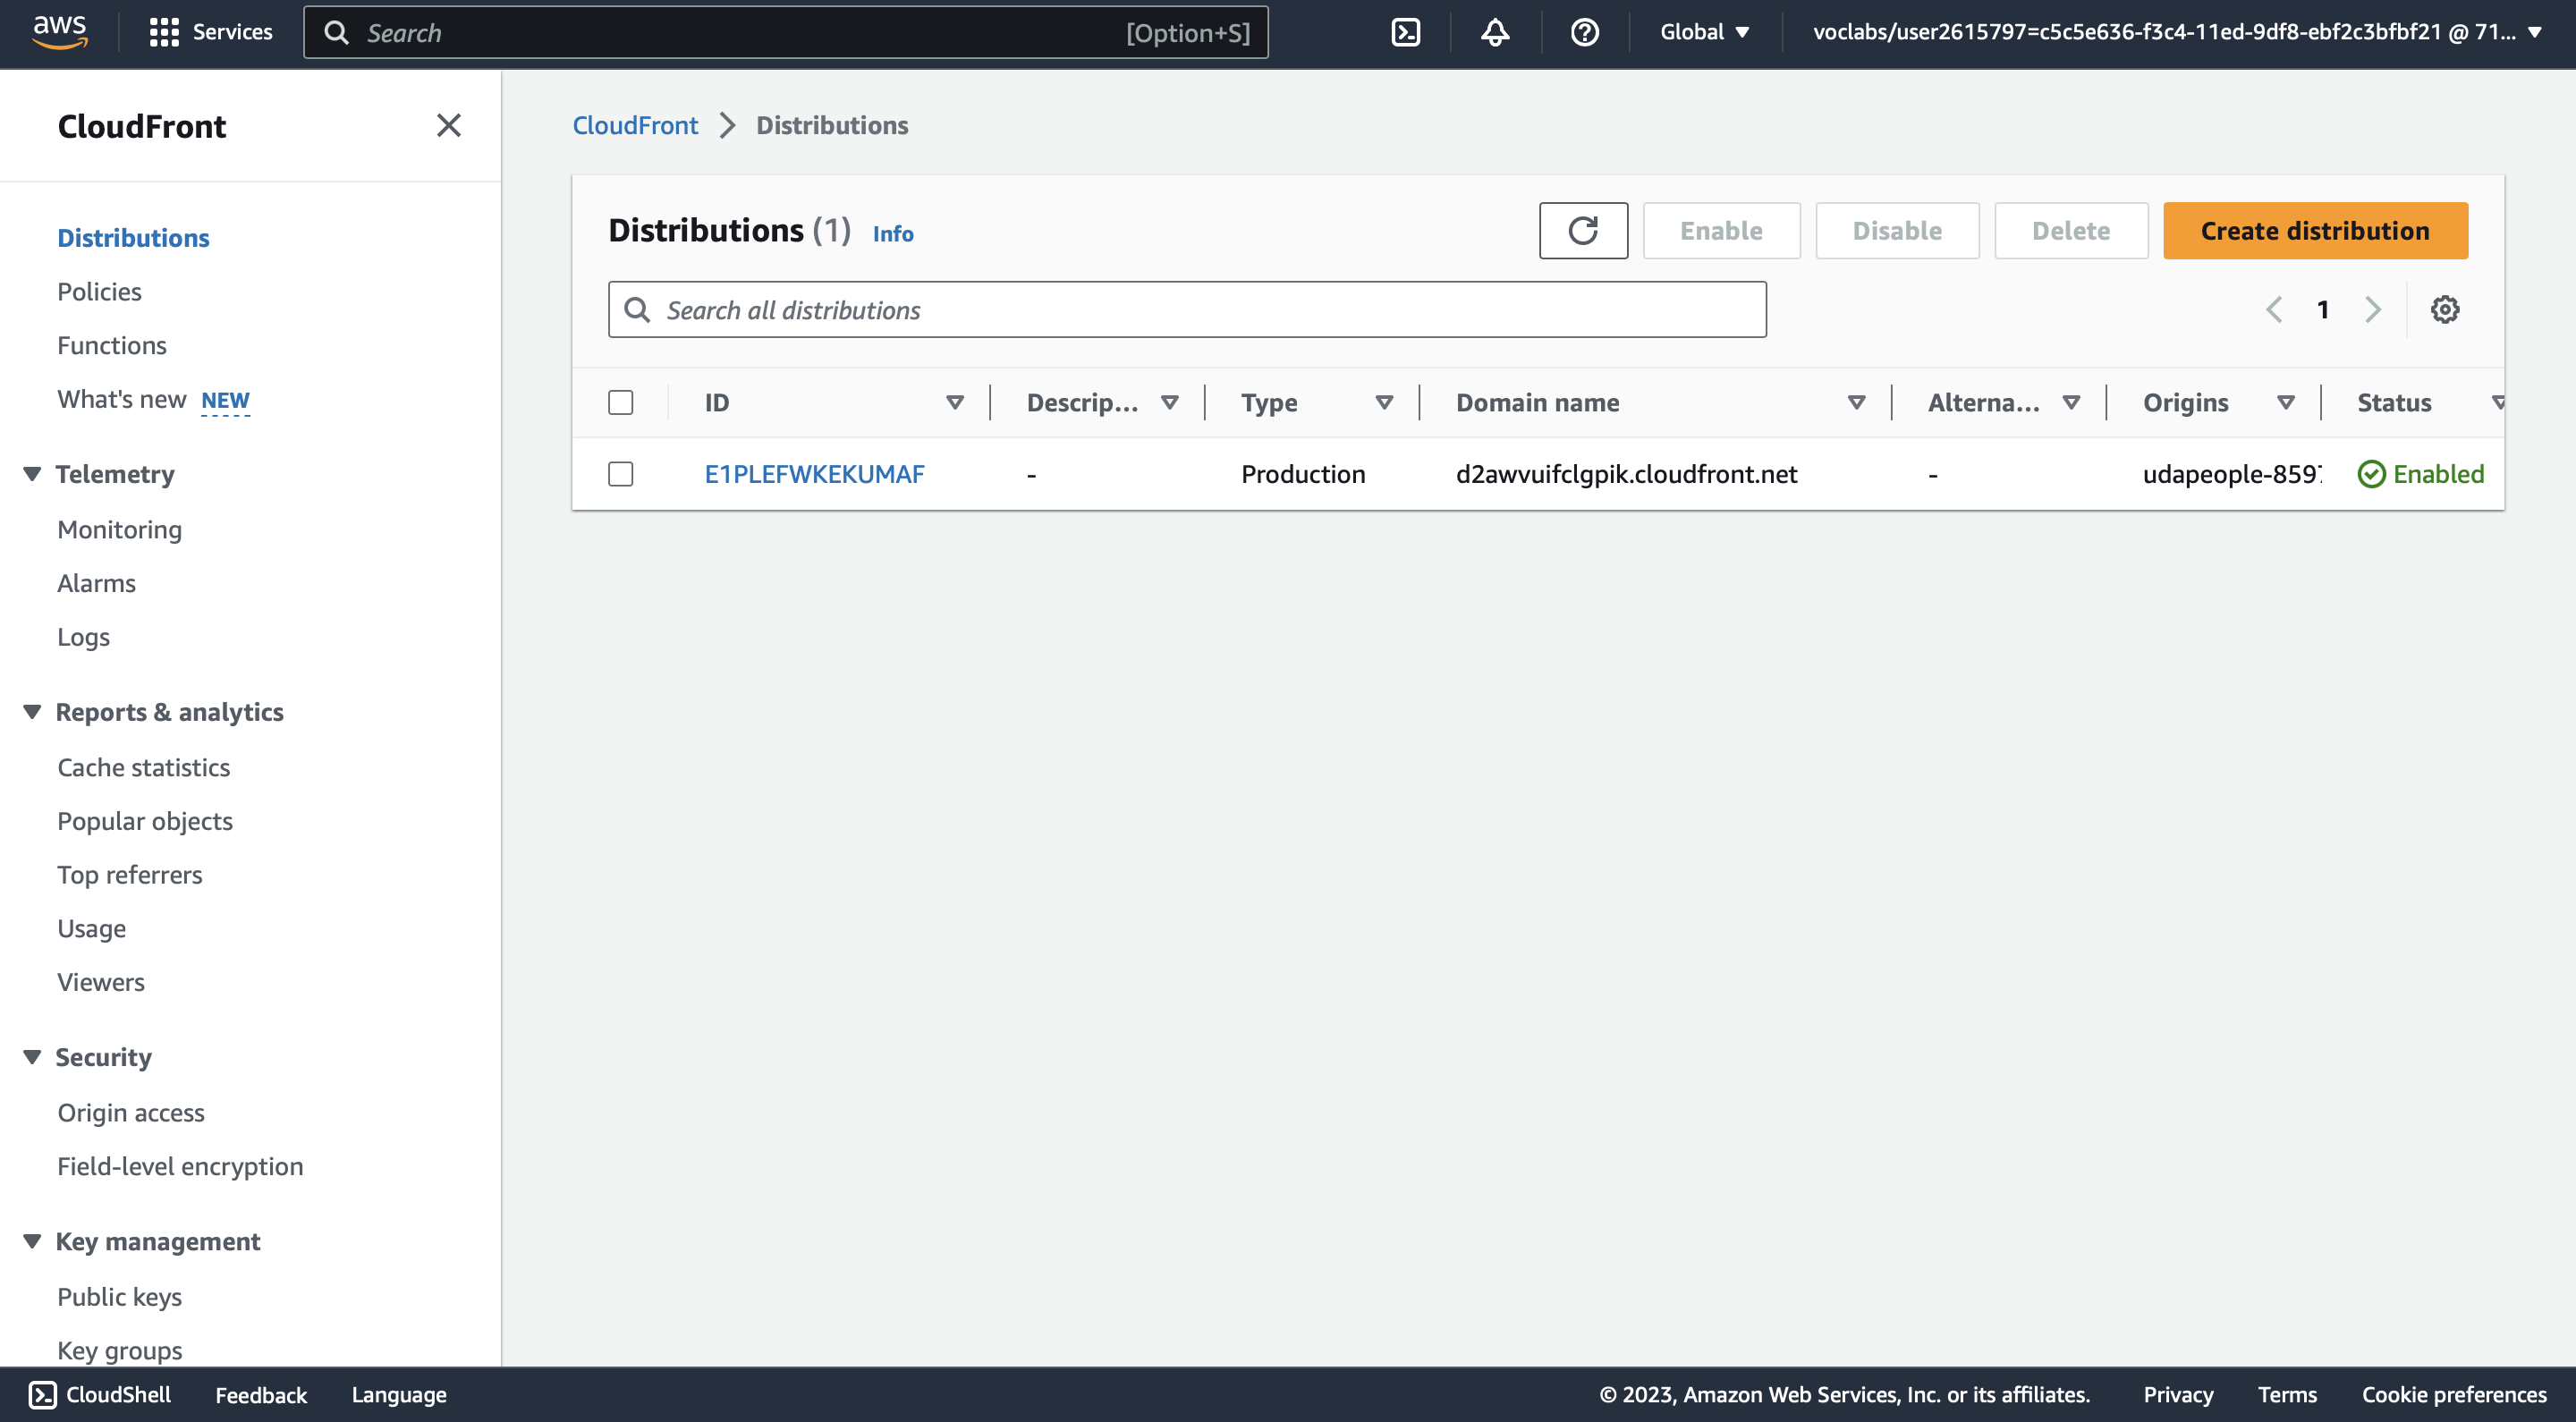 aws
Services
Search
[Option+S]
Global
voclabs/user2615797=c5c5e636-f3c4-11ed-9df8-ebf2c3bfbf21 @ 71...
CloudFront
Distributions
Policies
Functions
What's new NEW
Telemetry
Monitoring
Alarms
Logs
Reports & analytics
Cache statistics
Popular objects
Top referrers
Usage
Viewers
Security
Origin access
Field-level encryption
Key management
Public keys
Key groups
CloudFront > Distributions
Distributions (1) Info
Enable
Disable
Delete
Create distribution
Search all distributions
1
ID Descrip... Type Domain name Alterna... Origins Status
E1PLEFWKEKUMAF - Production d2awvuifclgpik.cloudfront.net - udapeople-859 Enabled
CloudShell Feedback Language © 2023, Amazon Web Services, Inc. or its affiliates. Privacy Terms Cookie preferences